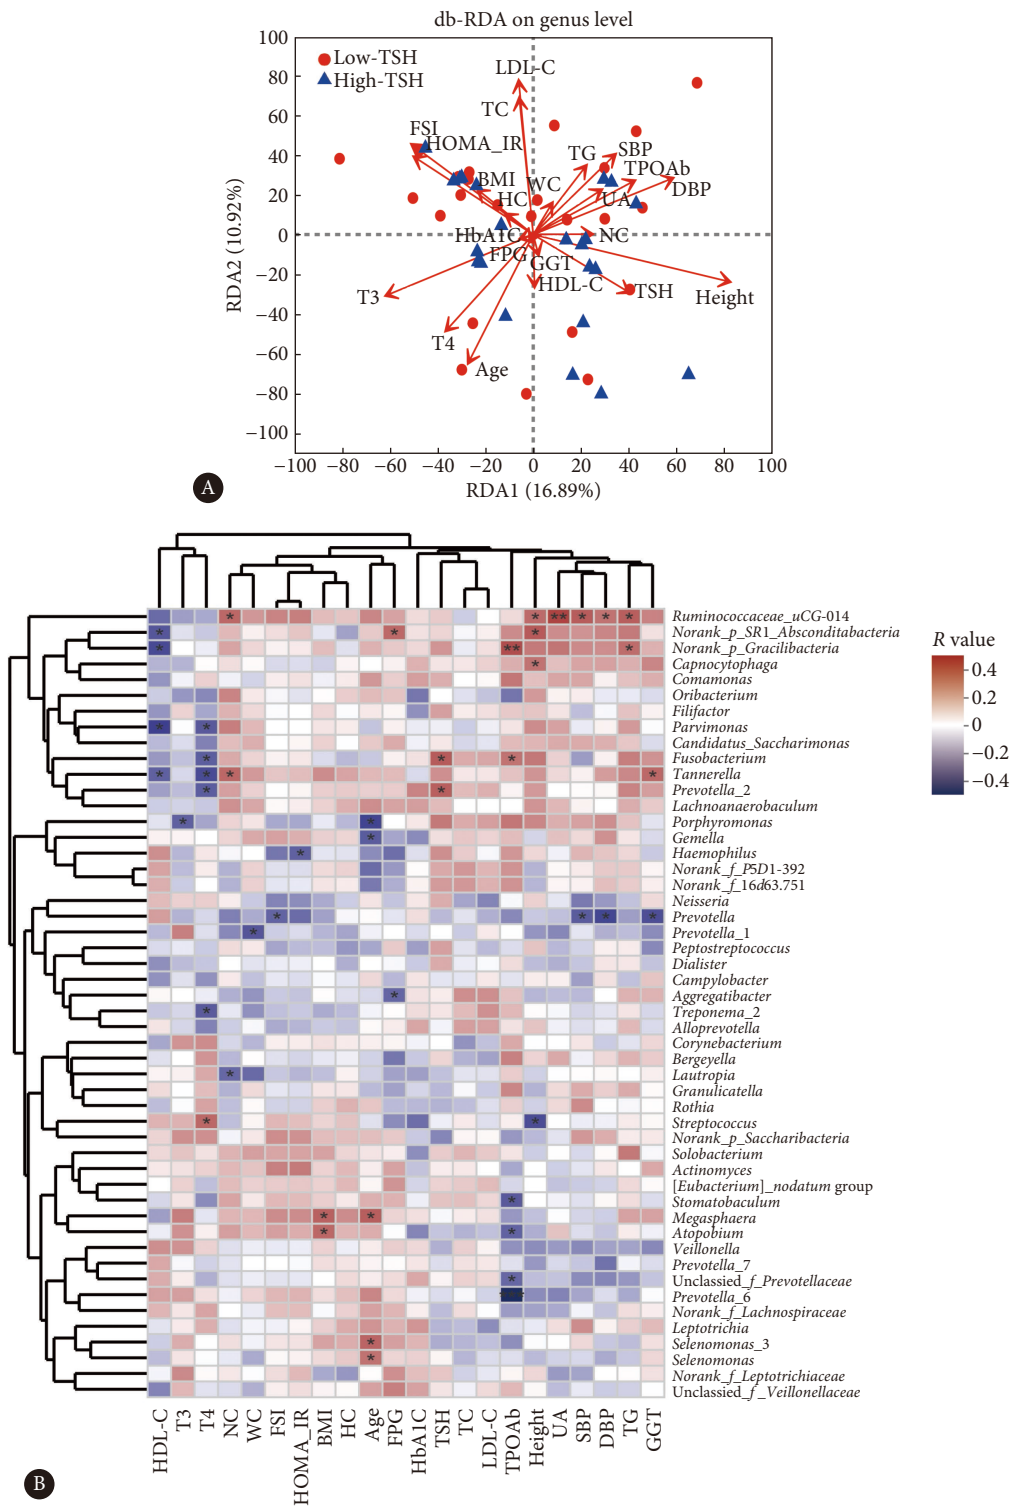 db-RDA on genus level
Low-TSH
High-TSH
100
80
60
40
20
0
−20
−40
−60
−80
−100
RDA2 (10.92%)
LDL-C
TC
FSI
HOMA_IR
TG
SBP
TPOAb
DBP
BMI
WC
HC
UA
HbA1C
NC
FPG
GGT
HDL-C
TSH
Height
T3
T4
Age
−100
−80
−60
−40
−20
0
20
40
60
80
100
RDA1 (16.89%)
A
Ruminococcaceae_uCG-014
Norank_p_SR1_Absconditabacteria
Norank_p_Gracilibacteria
Capnocytophaga
Comamonas
Oribacterium
Filifactor
Parvimonas
Candidatus_Saccharimonas
Fusobacterium
Tannerella
Prevotella_2
Lachnoanaerobaculum
Porphyromonas
Gemella
Haemophilus
Norank_f_P5D1-392
Norank_f_16d63.751
Neisseria
Prevotella
Prevotella_1
Peptostreptococcus
Dialister
Campylobacter
Aggregatibacter
Treponema_2
Alloprevotella
Corynebacterium
Bergeyella
Lautropia
Granulicatella
Rothia
Streptococcus
Norank_p_Saccharibacteria
Solobacterium
Actinomyces
[Eubacterium]_nodatum group
Stomatobaculum
Megasphaera
Atopobium
Veillonella
Prevotella_7
Unclassied_f_Prevotellaceae
Prevotella_6
Norank_f_Lachnospiraceae
Leptotrichia
Selenomonas_3
Selenomonas
Norank_f_Leptotrichiaceae
Unclassied_f_Veillonellaceae
R value
0.4
0.2
0
−0.2
−0.4
HDL-C
T3
T4
NC
WC
FSI
HOMA_IR
BMI
HC
Age
FPG
HbA1C
TSH
TC
LDL-C
TPOAb
Height
UA
SBP
DBP
TG
GGT
B